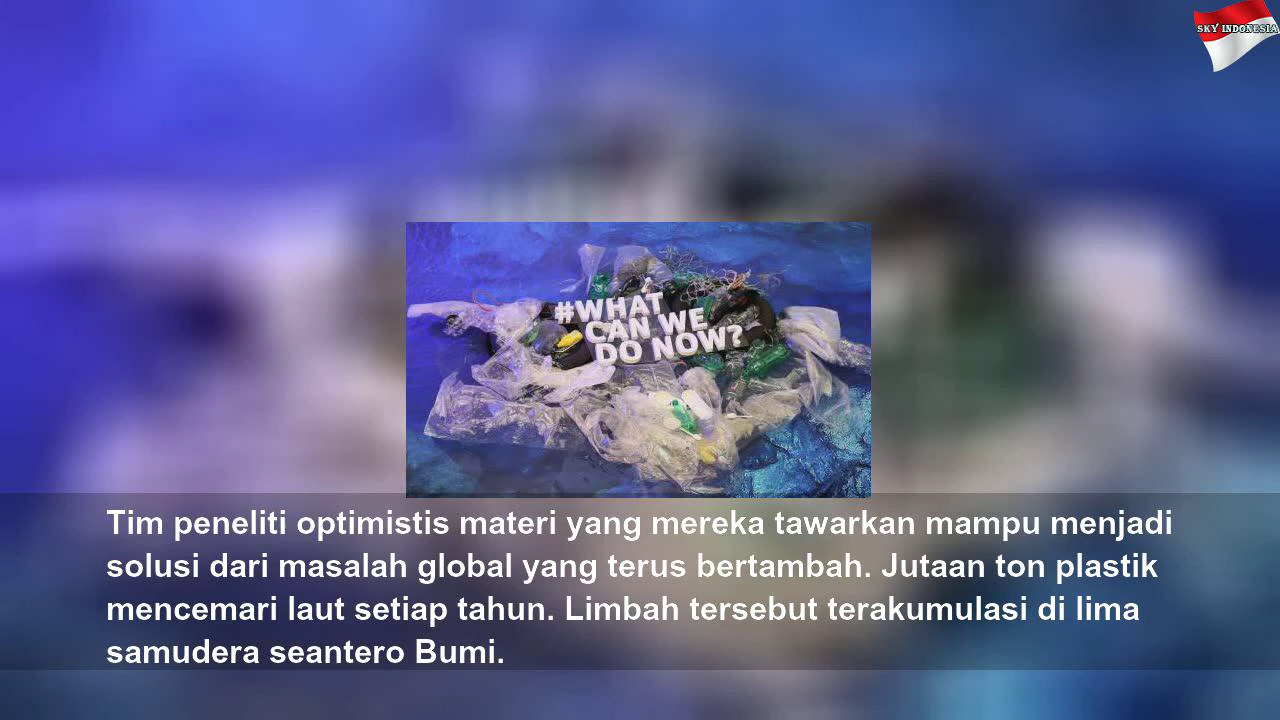 SKY INDONESIA
#WHAT
CAN WE
DO NOW?
Tim peneliti optimistis materi yang mereka tawarkan mampu menjadi
solusi dari masalah global yang terus bertambah. Jutaan ton plastik
mencemari laut setiap tahun. Limbah tersebut terakumulasi di lima
samudera seantero Bumi.